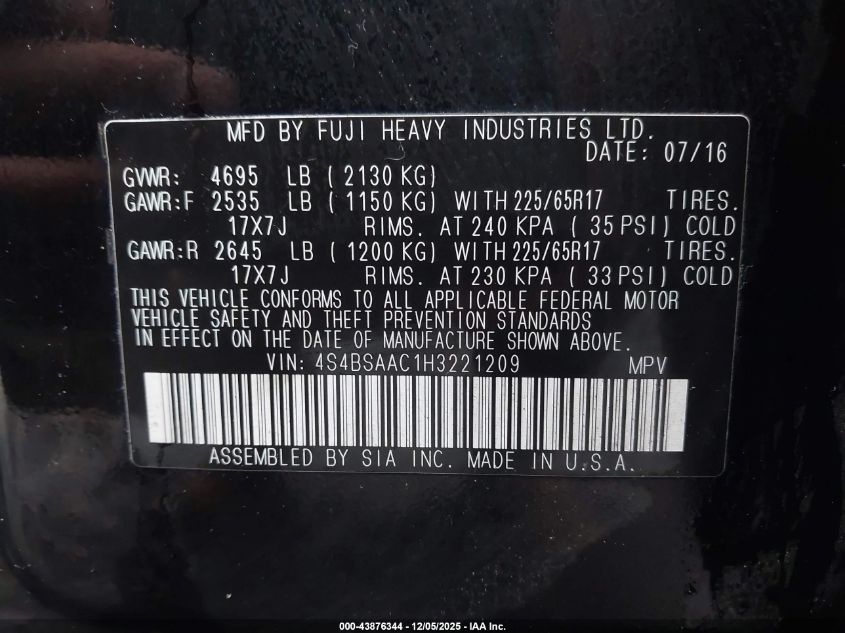 MFD BY FUJI HEAVY INDUSTRIES LTD.
DATE: 07/16
GVWR: 4695 LB ( 2130 KG)
GAWR:F 2535 LB ( 1150 KG) WITH 225/65R17 TIRES.
17X7J RIMS. AT 240 KPA ( 35 PSI) COLD
GAWR:R 2645 LB ( 1200 KG) WITH 225/65R17 TIRES.
17X7J RIMS. AT 230 KPA ( 33 PSI) COLD
THIS VEHICLE CONFORMS TO ALL APPLICABLE FEDERAL MOTOR
VEHICLE SAFETY AND THEFT PREVENTION STANDARDS
IN EFFECT ON THE DATE OF MANUFACTURE SHOWN ABOVE.
VIN: 4S4BSAAC1H3221209 MPV
ASSEMBLED BY SIA INC. MADE IN U.S.A.
000-43876344 - 12/05/2025 - IAA Inc.